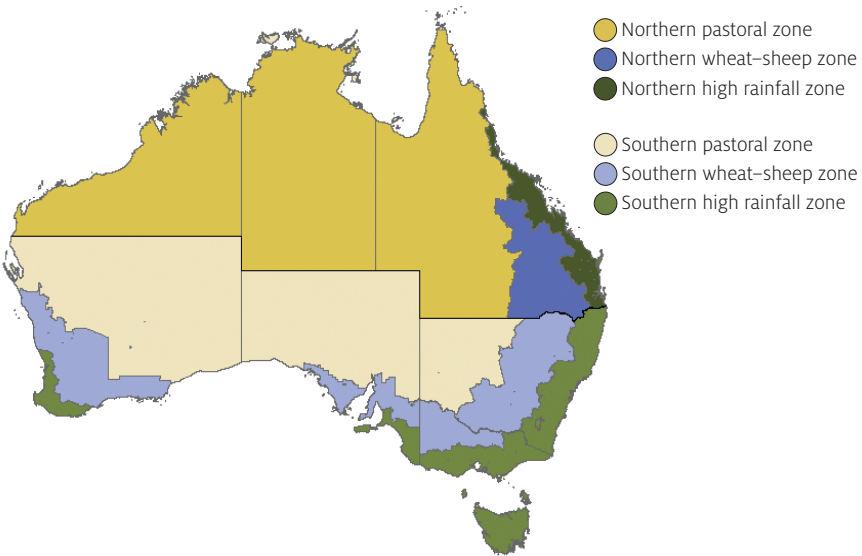 Northern pastoral zone
Northern wheat–sheep zone
Northern high rainfall zone
Southern pastoral zone
Southern wheat–sheep zone
Southern high rainfall zone